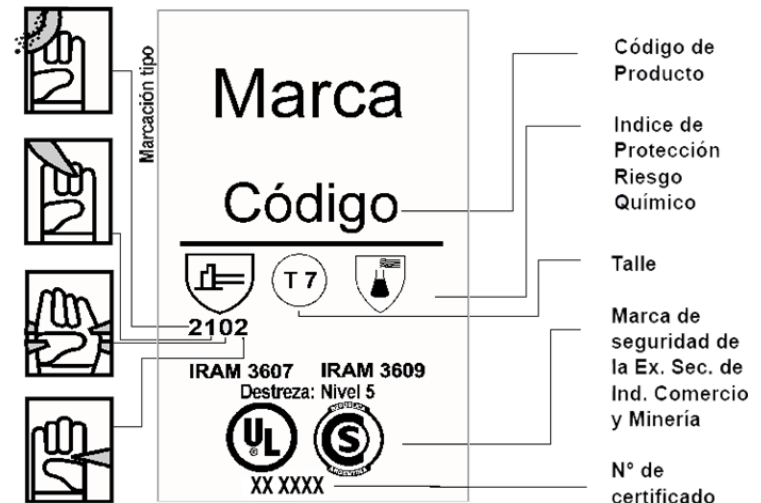 Marcación tipo
Marca
Código
T 7
2102
IRAM 3607 IRAM 3609
Destreza: Nivel 5
UL
REPUBLICA
S
ARGENTINA
XX XXXX
Código de
Producto
Indice de
Protección
Riesgo
Químico
Talle
Marca de
seguridad de
la Ex. Sec. de
Ind. Comercio
y Minería
N° de
certificado